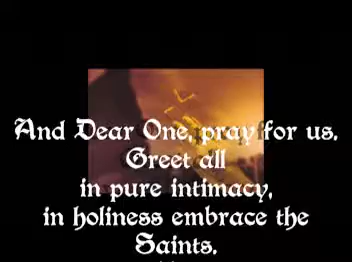 And Dear One, pray for us.
Greet all
in pure intimacy,
in holiness embrace the
Saints.